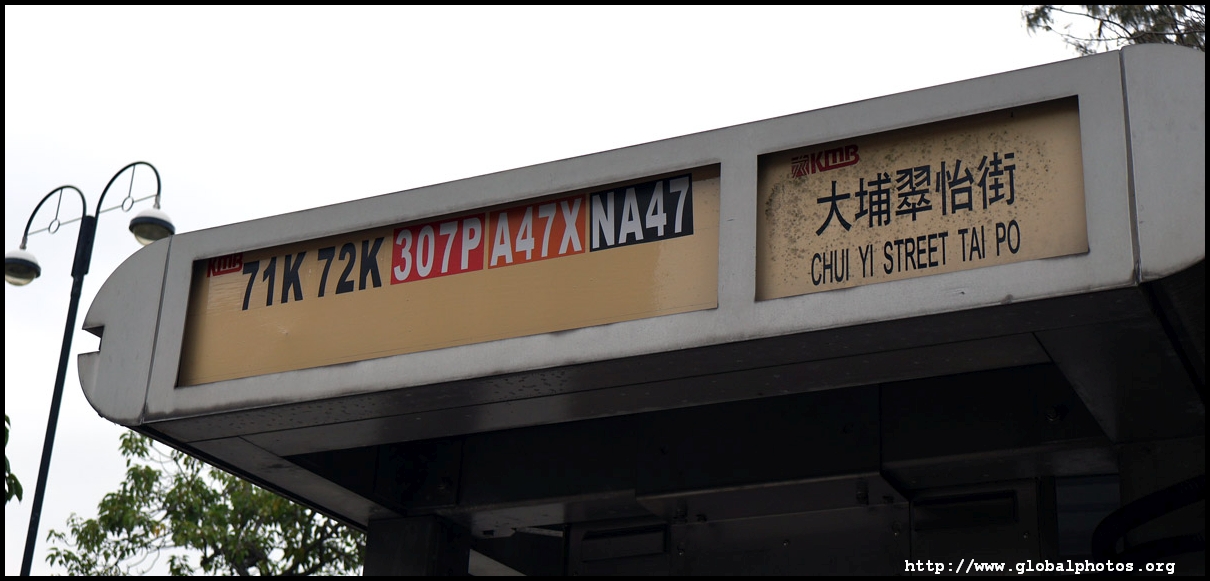 KMB
71K 72K 307P A47X NA47
KMB
大埔翠怡街
CHUI YI STREET TAI PO
http://www.globalphotos.org